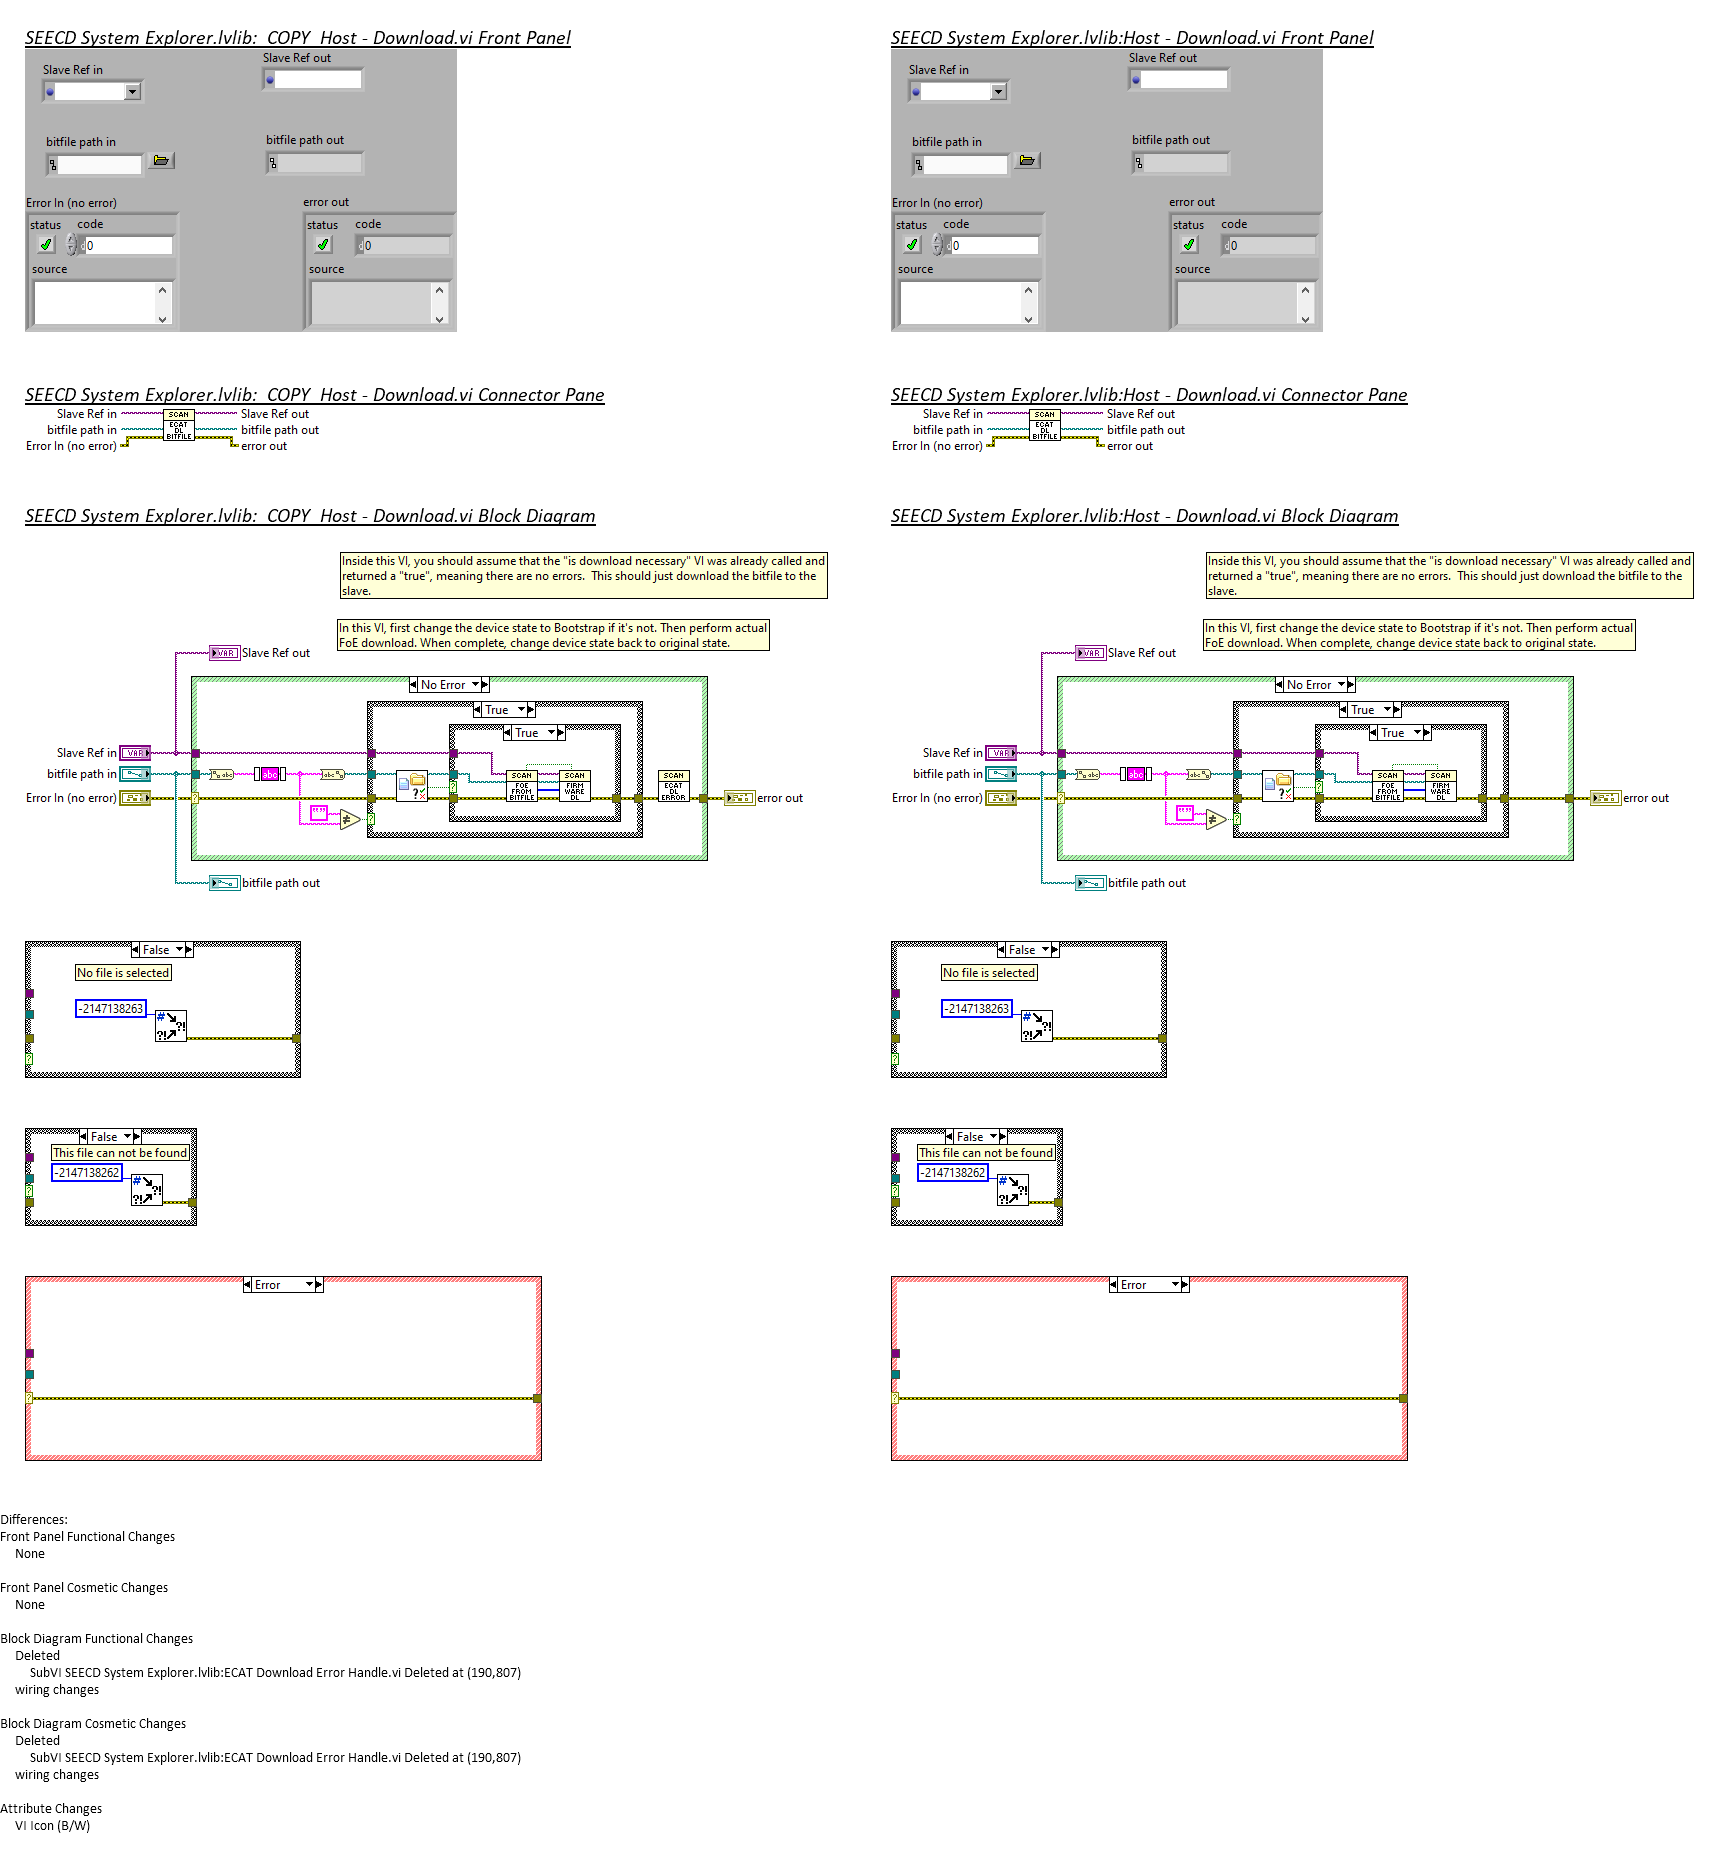 SEECD System Explorer.lvlib:_COPY_Host - Download.vi Front Panel
Slave Ref in
Slave Ref out
bitfile path in
bitfile path out
Error In (no error)
error out
status code
0
source
status code
0
source
SEECD System Explorer.lvlib:_COPY_Host - Download.vi Connector Pane
Slave Ref in
bitfile path in
Error In (no error)
SCAN
ECAT
DL
BITFILE
Slave Ref out
bitfile path out
error out
SEECD System Explorer.lvlib:_COPY_Host - Download.vi Block Diagram
Inside this VI, you should assume that the "is download necessary" VI was already called and
returned a "true", meaning there are no errors.  This should just download the bitfile to the
slave.
In this VI, first change the device state to Bootstrap if it's not. Then perform actual
FoE download. When complete, change device state back to original state.
VAR Slave Ref out
No Error
True
True
Slave Ref in VAR
bitfile path in
Error In (no error)
abc
abc
abc
SCAN
FOE
FROM
BITFILE
SCAN
FIRM
WARE
DL
SCAN
ECAT
DL
ERROR
error out
bitfile path out
False
No file is selected
-2147138263
False
This file can not be found
-2147138262
Error
SEECD System Explorer.lvlib:Host - Download.vi Front Panel
Slave Ref in
Slave Ref out
bitfile path in
bitfile path out
Error In (no error)
error out
status code
0
source
status code
0
source
SEECD System Explorer.lvlib:Host - Download.vi Connector Pane
Slave Ref in
bitfile path in
Error In (no error)
SCAN
ECAT
DL
BITFILE
Slave Ref out
bitfile path out
error out
SEECD System Explorer.lvlib:Host - Download.vi Block Diagram
Inside this VI, you should assume that the "is download necessary" VI was already called and
returned a "true", meaning there are no errors.  This should just download the bitfile to the
slave.
In this VI, first change the device state to Bootstrap if it's not. Then perform actual
FoE download. When complete, change device state back to original state.
VAR Slave Ref out
No Error
True
True
Slave Ref in VAR
bitfile path in
Error In (no error)
abc
abc
abc
SCAN
FOE
FROM
BITFILE
SCAN
FIRM
WARE
DL
error out
bitfile path out
False
No file is selected
-2147138263
False
This file can not be found
-2147138262
Error
Differences:
Front Panel Functional Changes
None
Front Panel Cosmetic Changes
None
Block Diagram Functional Changes
Deleted
SubVI SEECD System Explorer.lvlib:ECAT Download Error Handle.vi Deleted at (190,807)
wiring changes
Block Diagram Cosmetic Changes
Deleted
SubVI SEECD System Explorer.lvlib:ECAT Download Error Handle.vi Deleted at (190,807)
wiring changes
Attribute Changes
VI Icon (B/W)